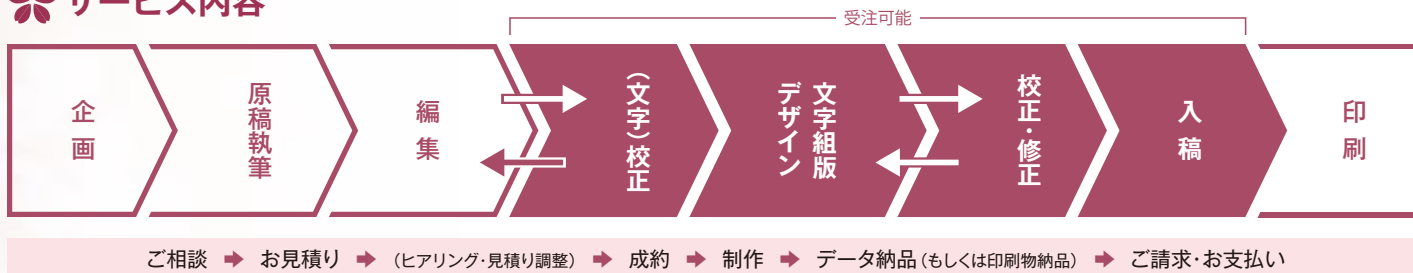 サービス内容
受注可能
企画
原稿執筆
編集
（文字）校正
文字組版
デザイン
校正・修正
入稿
印刷
ご相談 ➡ お見積り ➡ （ヒアリング・見積り調整） ➡ 成約 ➡ 制作 ➡ データ納品（もしくは印刷物納品） ➡ ご請求・お支払い